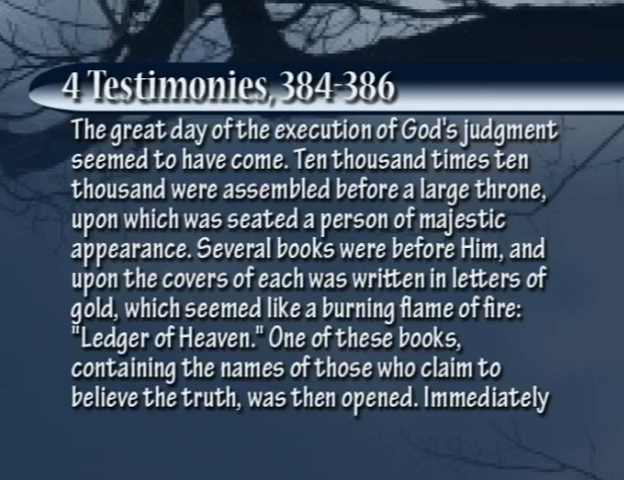 4 Testimonies, 384-386
The great day of the execution of God's judgment
seemed to have come. Ten thousand times ten
thousand were assembled before a large throne,
upon which was seated a person of majestic
appearance. Several books were before Him, and
upon the covers of each was written in letters of
gold, which seemed like a burning flame of fire:
"Ledger of Heaven." One of these books,
containing the names of those who claim to
believe the truth, was then opened. Immediately